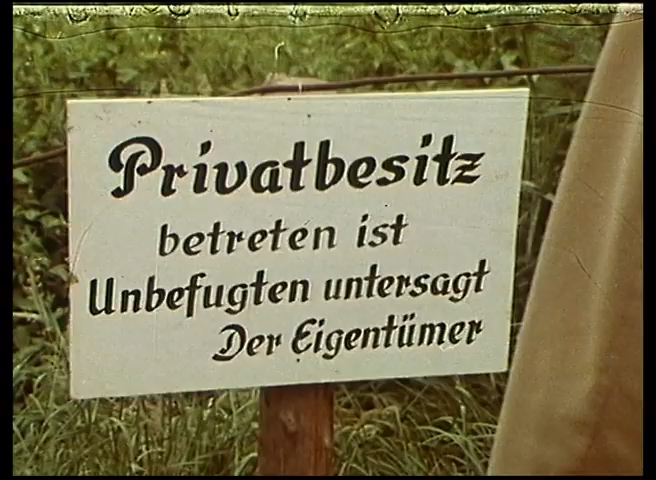 Privatbesitz
betreten ist
Unbefugten untersagt
Der Eigentümer